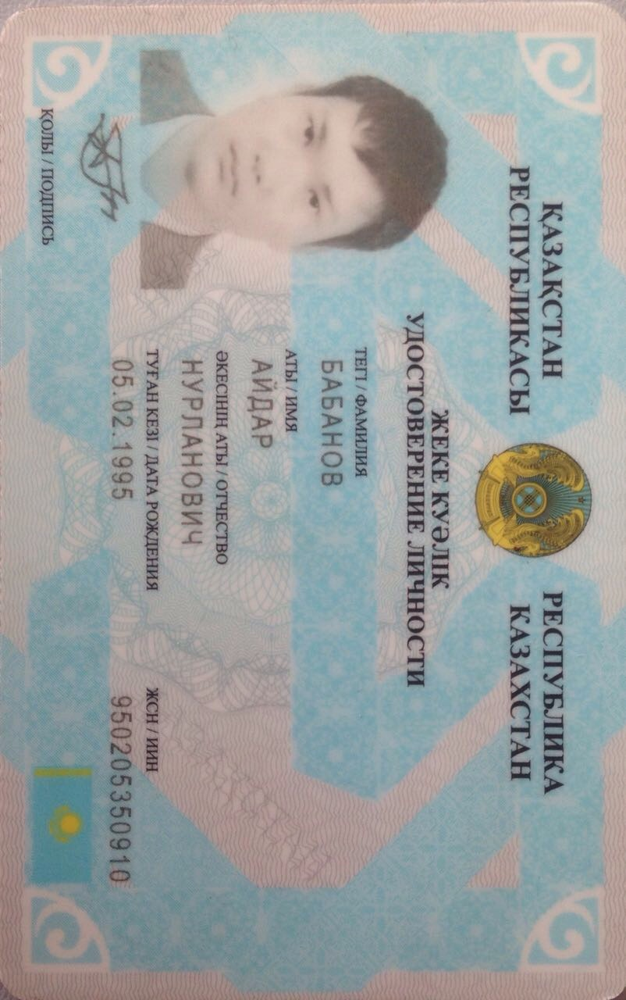 ҚАЗАҚСТАН
РЕСПУБЛИКАСЫ
РЕСПУБЛИКА
КАЗАХСТАН
ЖЕКЕ КУӘЛІК
УДОСТОВЕРЕНИЕ ЛИЧНОСТИ
ТЕГІ / ФАМИЛИЯ
БАБАНОВ
АТЫ / ИМЯ
АЙДАР
ӘКЕСІНІҢ АТЫ / ОТЧЕСТВО
НУРЛАНОВИЧ
ТУҒАН КЕЗІ / ДАТА РОЖДЕНИЯ
05.02.1995
ЖСН / ИИН
950205350910
ҚОЛЫ / ПОДПИСЬ